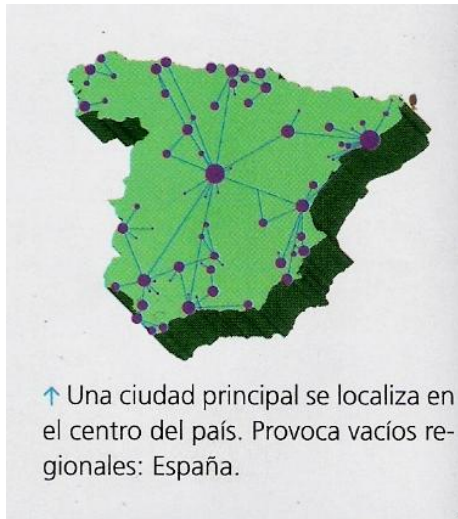 ↑ Una ciudad principal se localiza en
el centro del país. Provoca vacíos re-
gionales: España.